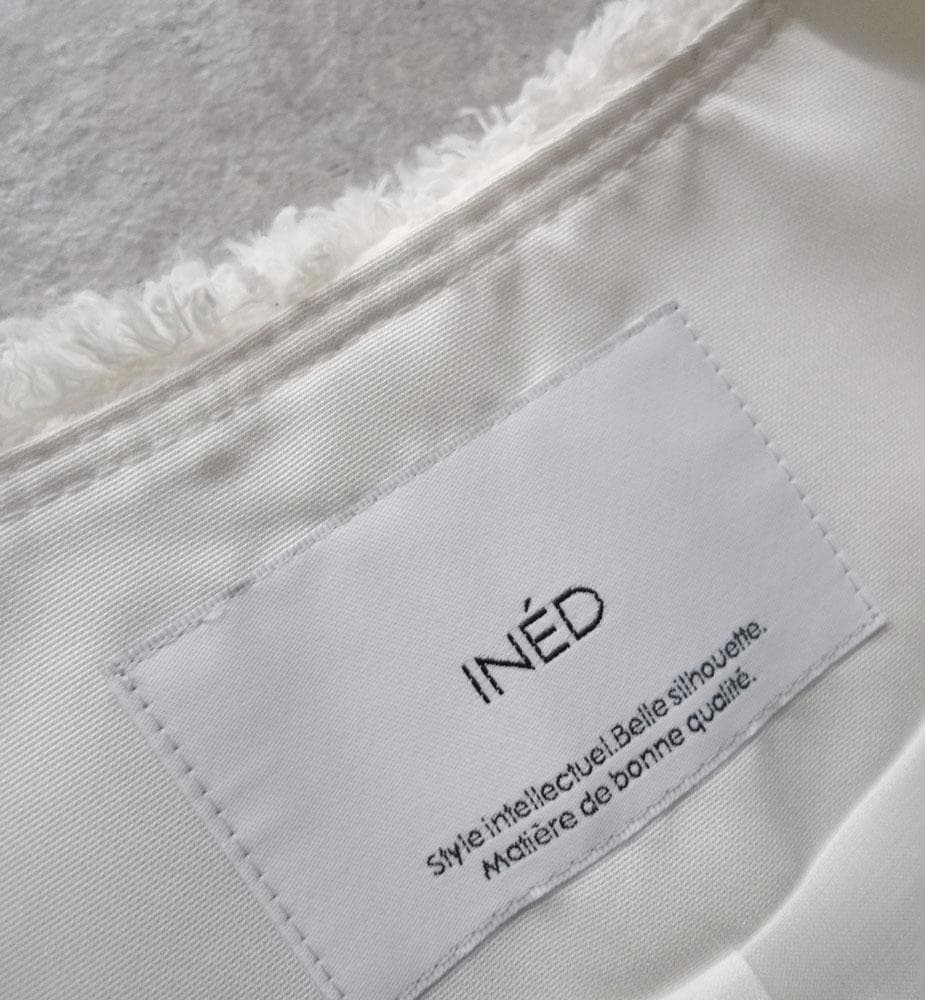 INÉD
Style intellectuel.Belle silhouette.
Matière de bonne qualité.